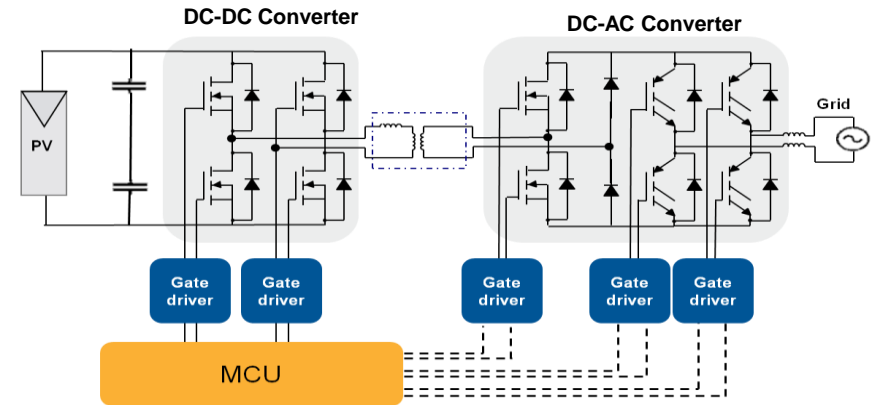 DC-DC Converter
DC-AC Converter
PV
Grid
Gate
driver
Gate
driver
Gate
driver
Gate
driver
Gate
driver
MCU